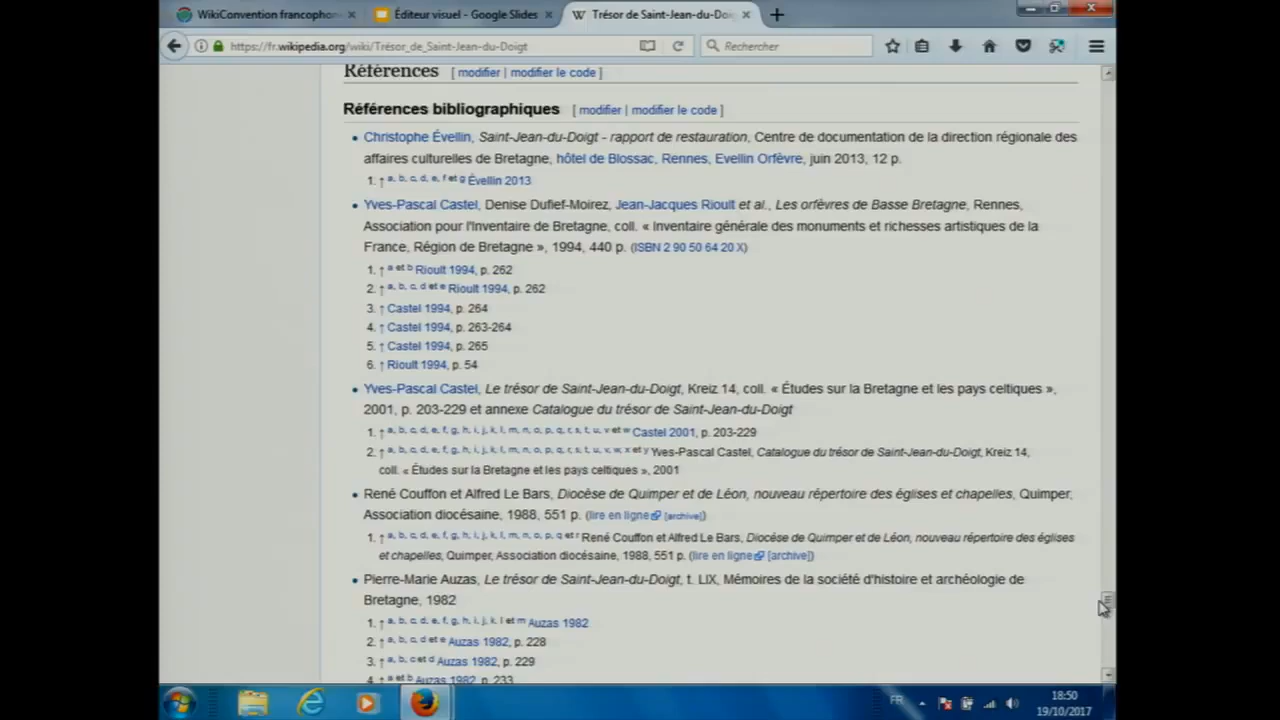 WikiConvention francophon
Éditeur visuel - Google Slides
Trésor de Saint-Jean-du-Doi
https://fr.wikipedia.org/wiki/Trésor_de_Saint-Jean-du-Doigt
Rechercher
Références [ modifier | modifier le code ]
Références bibliographiques [ modifier | modifier le code ]
• Christophe Évellin, Saint-Jean-du-Doigt - rapport de restauration, Centre de documentation de la direction régionale des
affaires culturelles de Bretagne, hôtel de Blossac, Rennes, Evellin Orfèvre, juin 2013, 12 p.
1. ↑ a, b, c, d, e, f et g Évellin 2013
• Yves-Pascal Castel, Denise Dufief-Moirez, Jean-Jacques Rioult et al., Les orfèvres de Basse Bretagne, Rennes,
Association pour l'Inventaire de Bretagne, coll. « Inventaire générale des monuments et richesses artistiques de la
France, Région de Bretagne », 1994, 440 p. (ISBN 2 90 50 64 20 X)
1. ↑ a et b Rioult 1994, p. 262
2. ↑ a, b, c, d et e Rioult 1994, p. 262
3. ↑ Castel 1994, p. 264
4. ↑ Castel 1994, p. 263-264
5. ↑ Castel 1994, p. 265
6. ↑ Rioult 1994, p. 54
• Yves-Pascal Castel, Le trésor de Saint-Jean-du-Doigt, Kreiz 14, coll. « Études sur la Bretagne et les pays celtiques »,
2001, p. 203-229 et annexe Catalogue du trésor de Saint-Jean-du-Doigt
1. ↑ a, b, c, d, e, f, g, h, i, j, k, l, m, n, o, p, q, r, s, t, u, v et w Castel 2001, p. 203-229
2. ↑ a, b, c, d, e, f, g, h, i, j, k, l, m, n, o, p, q, r, s, t, u, v, w, x et y Yves-Pascal Castel, Catalogue du trésor de Saint-Jean-du-Doigt, Kreiz 14,
coll. « Études sur la Bretagne et les pays celtiques », 2001
• René Couffon et Alfred Le Bars, Diocèse de Quimper et de Léon, nouveau répertoire des églises et chapelles, Quimper,
Association diocésaine, 1988, 551 p. (lire en ligne [archive])
1. ↑ a, b, c, d, e, f, g, h, i, j, k, l, m, n, o, p, q et r René Couffon et Alfred Le Bars, Diocèse de Quimper et de Léon, nouveau répertoire des églises
et chapelles, Quimper, Association diocésaine, 1988, 551 p. (lire en ligne [archive])
• Pierre-Marie Auzas, Le trésor de Saint-Jean-du-Doigt, t. LIX, Mémoires de la société d'histoire et archéologie de
Bretagne, 1982
1. ↑ a, b, c, d, e, f, g, h, i, j, k, l et m Auzas 1982
2. ↑ a, b, c, d et e Auzas 1982, p. 228
3. ↑ a, b, c et d Auzas 1982, p. 229
4. ↑ a et b Auzas 1982, p. 233
FR
18:50
19/10/2017